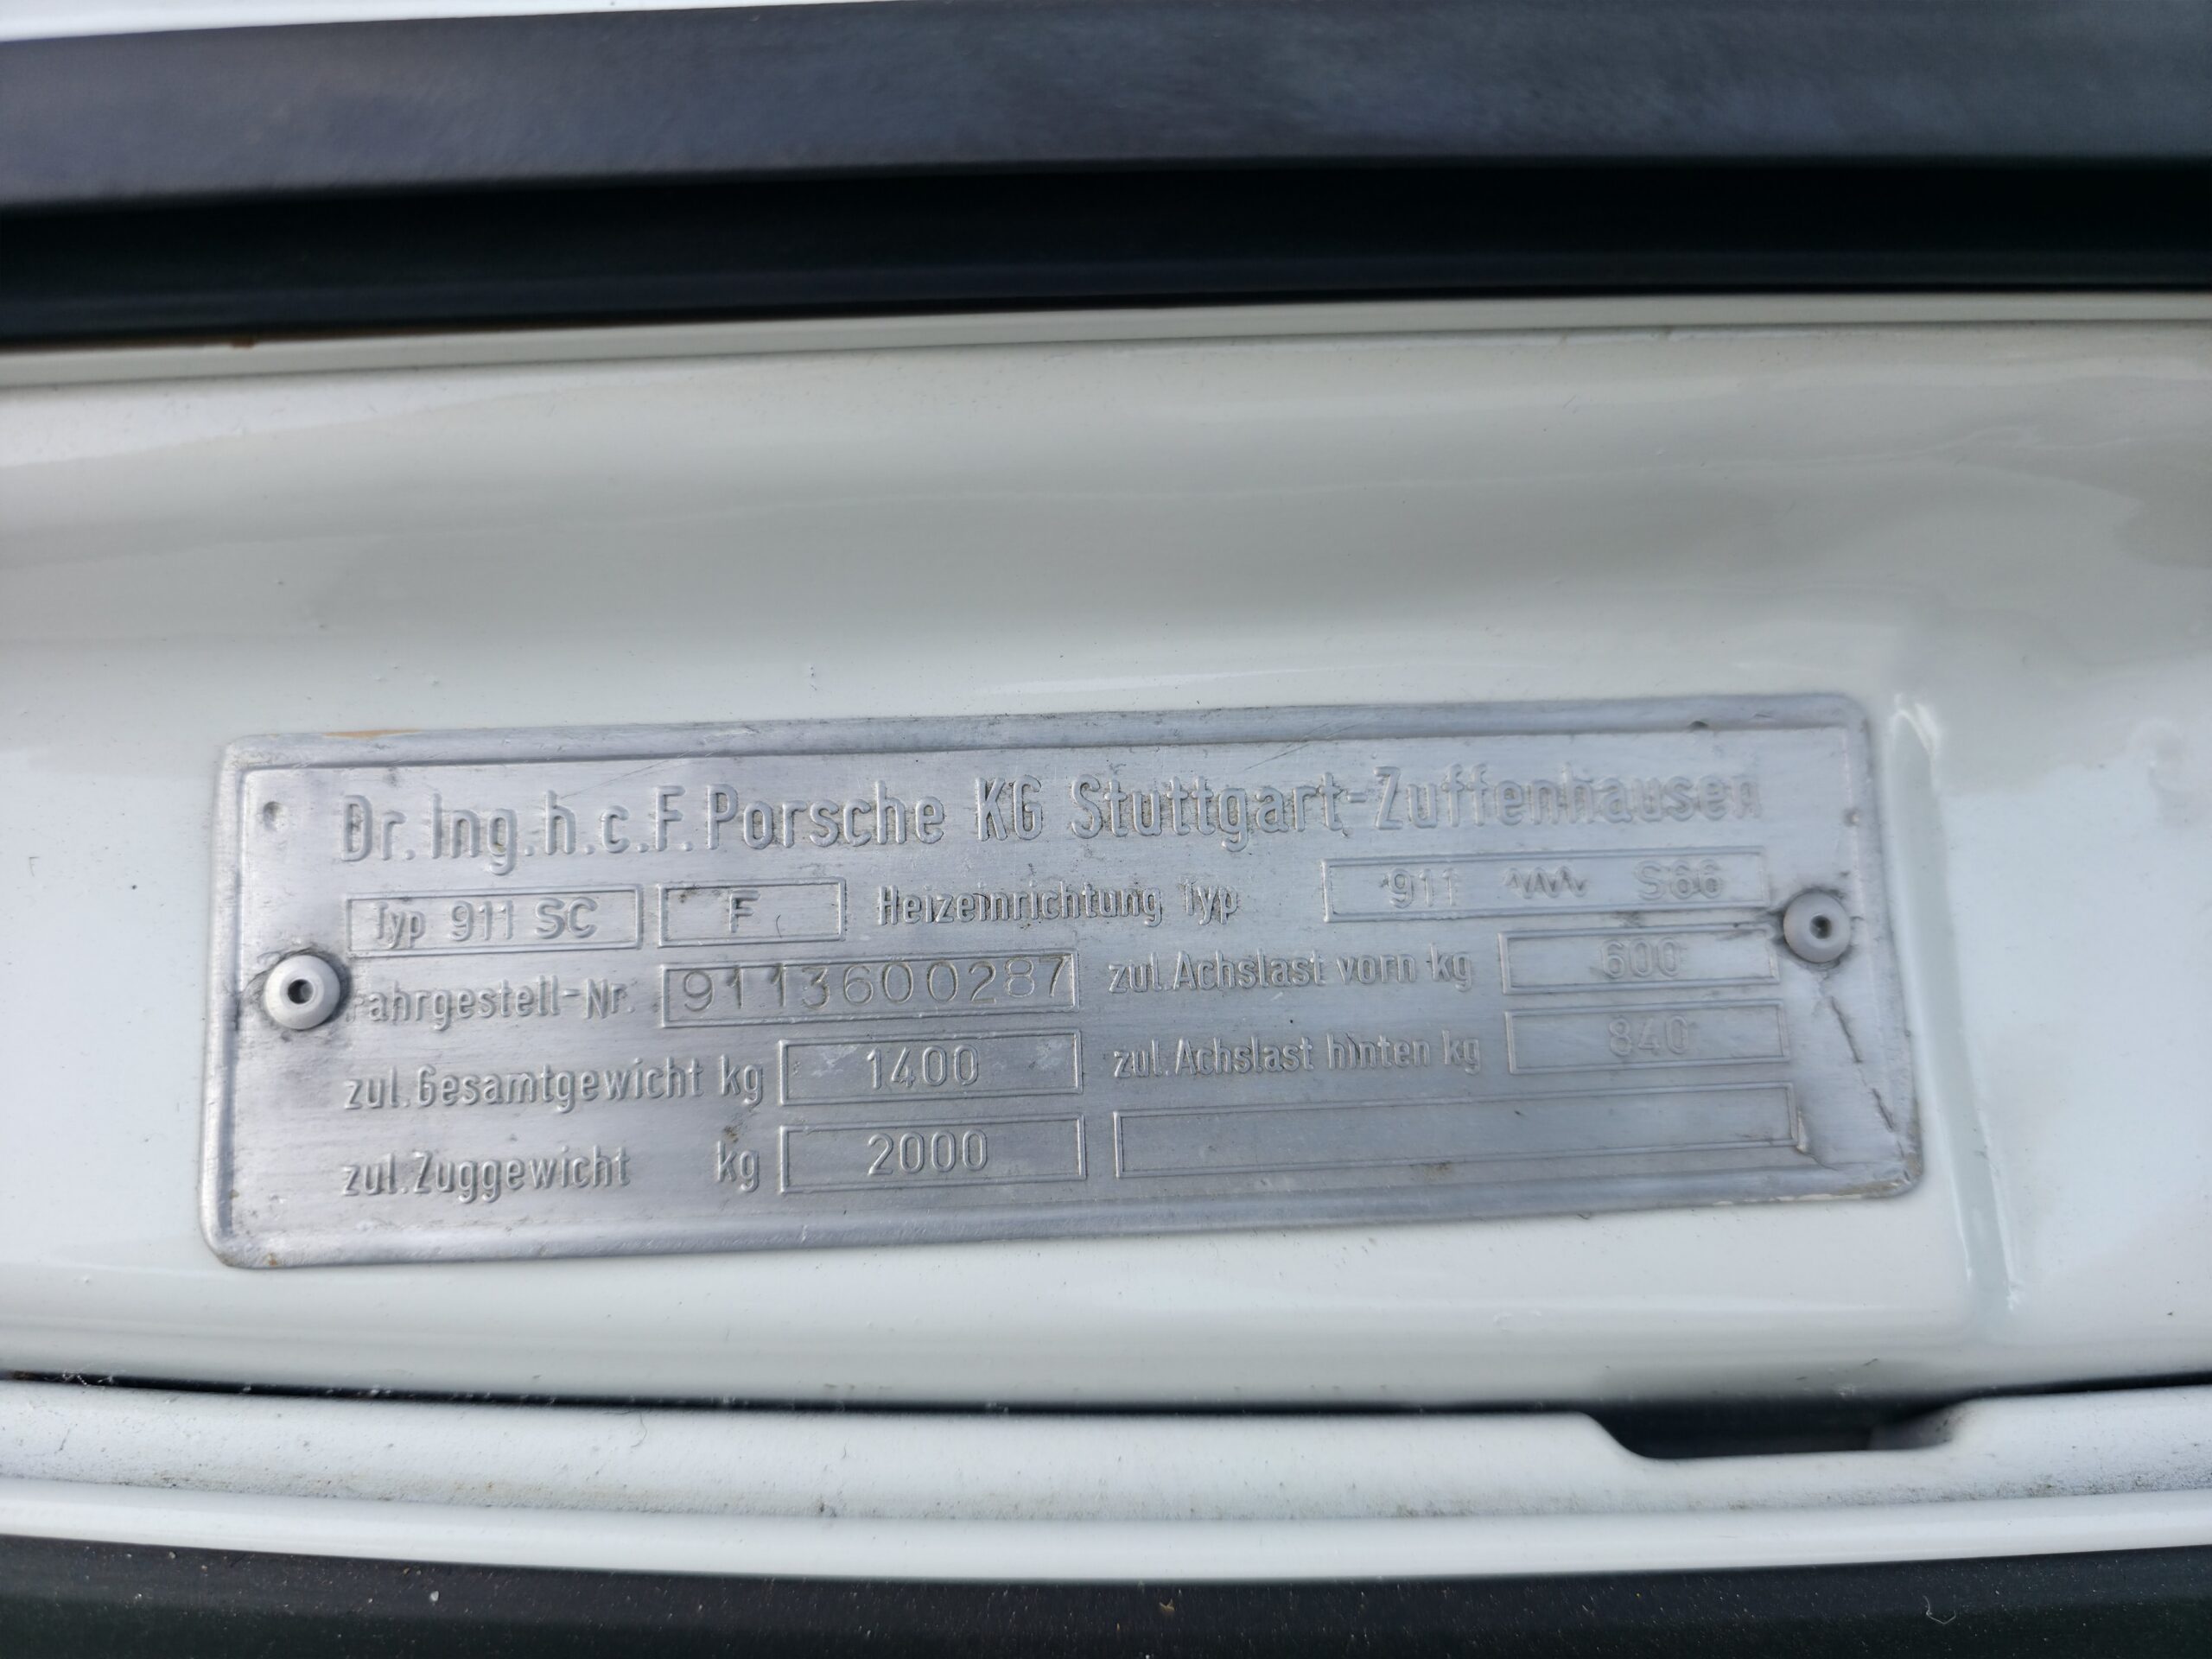 Dr. Ing. h. c. F. Porsche KG Stuttgart-Zuffenhausen
Typ 911 SC F Heizeinrichtung Typ 911 S66
Fahrgestell-Nr. 9113600287 zul. Achslast vorn kg 600
zul. Gesamtgewicht kg 1400 zul. Achslast hinten kg 840
zul. Zuggewicht kg 2000